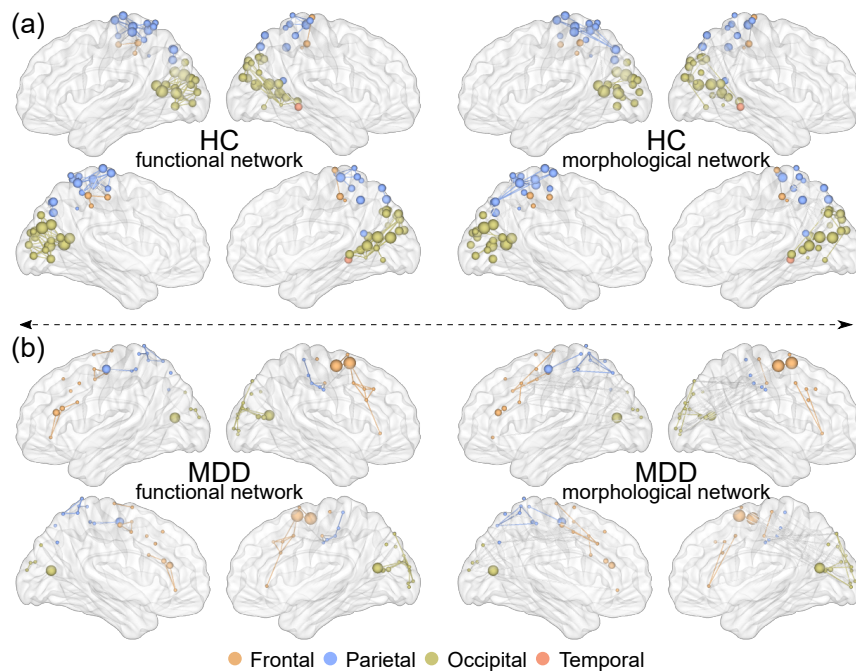 (a)
HC
functional network
HC
morphological network
(b)
MDD
functional network
MDD
morphological network
Frontal Parietal Occipital Temporal